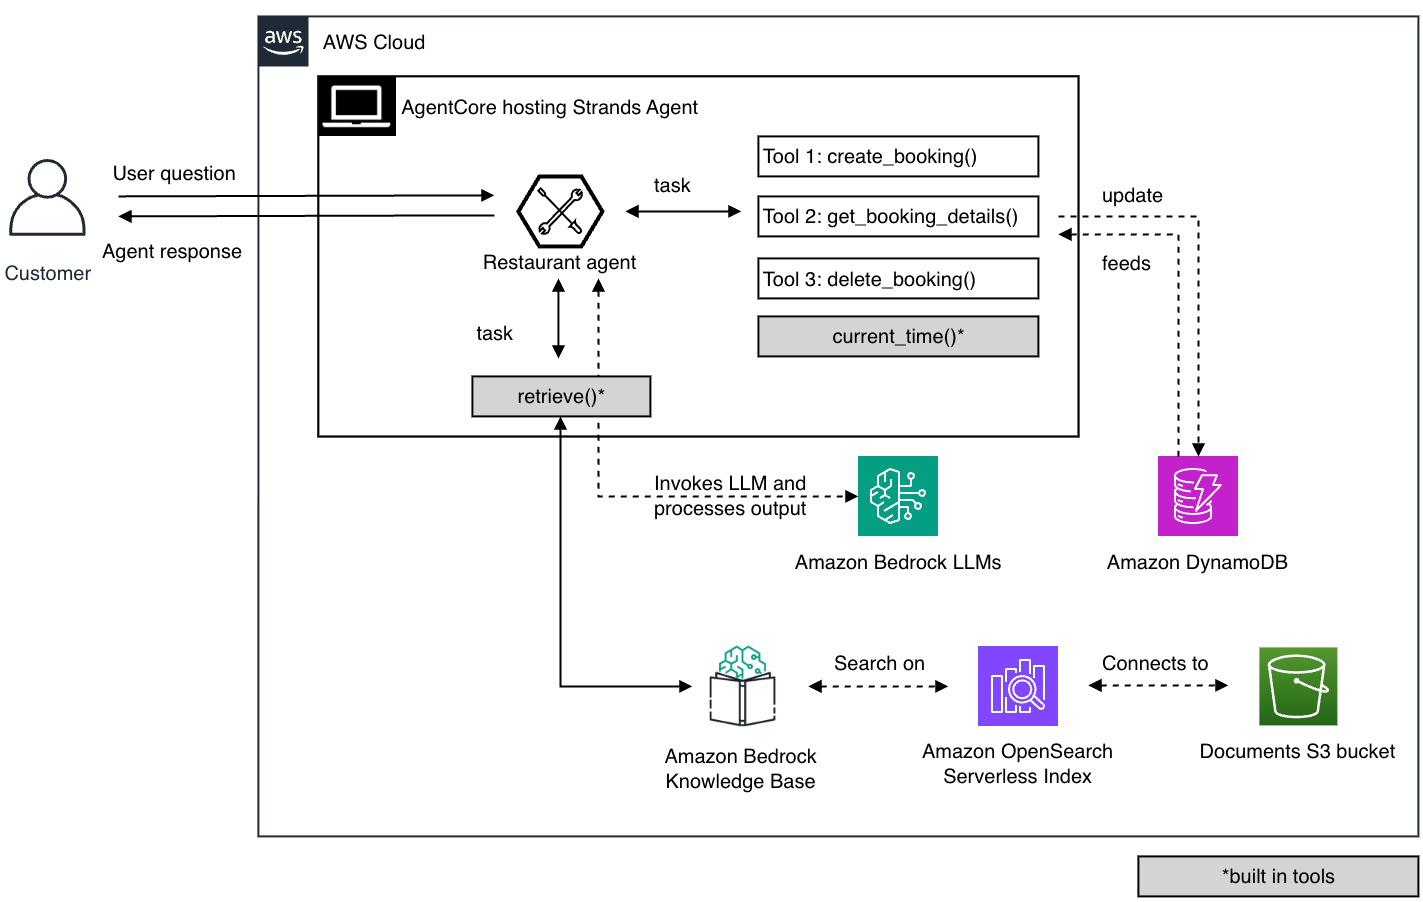 aws
AWS Cloud
AgentCore hosting Strands Agent
User question
Agent response
Customer
Restaurant agent
task
Tool 1: create_booking()
Tool 2: get_booking_details()
Tool 3: delete_booking()
current_time()*
update
feeds
task
retrieve()*
Invokes LLM and
processes output
Amazon Bedrock LLMs
Amazon DynamoDB
Amazon Bedrock
Knowledge Base
Search on
Amazon OpenSearch
Serverless Index
Connects to
Documents S3 bucket
*built in tools